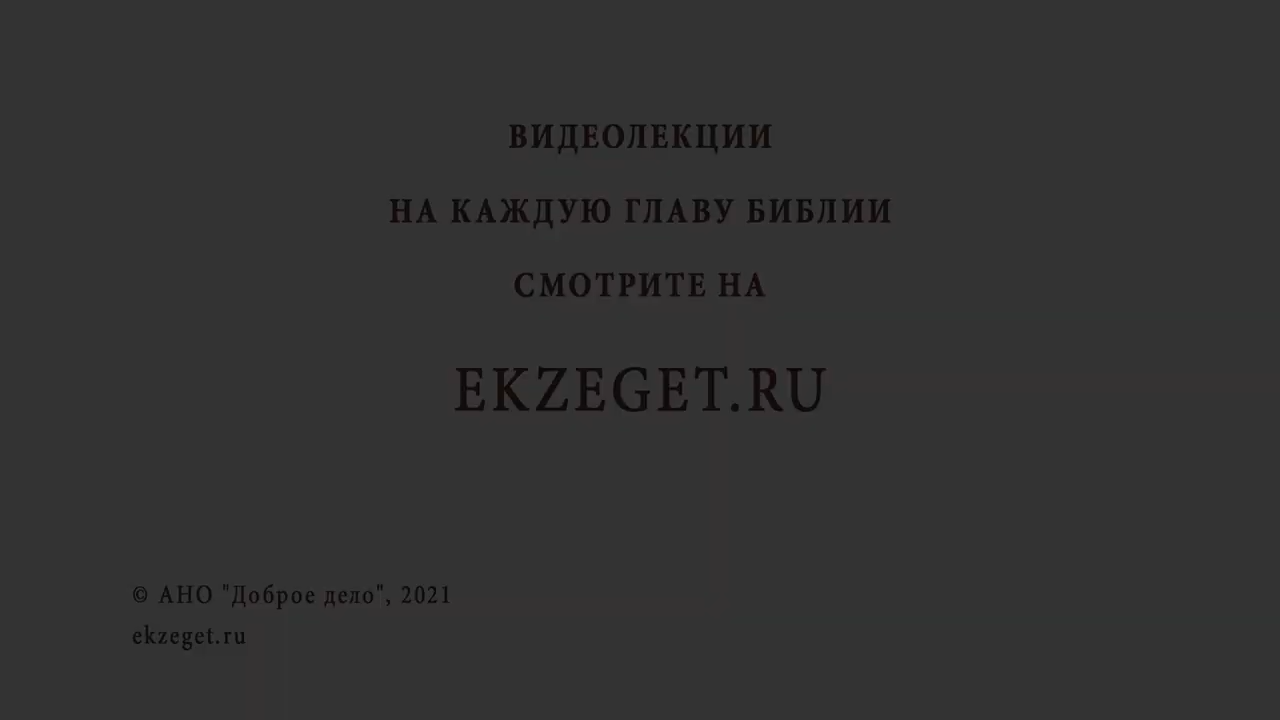 ВИДЕОЛЕКЦИИ
НА КАЖДУЮ ГЛАВУ БИБЛИИ
СМОТРИТЕ НА
EKZEGET.RU
© АНО "Доброе дело", 2021
ekzeget.ru